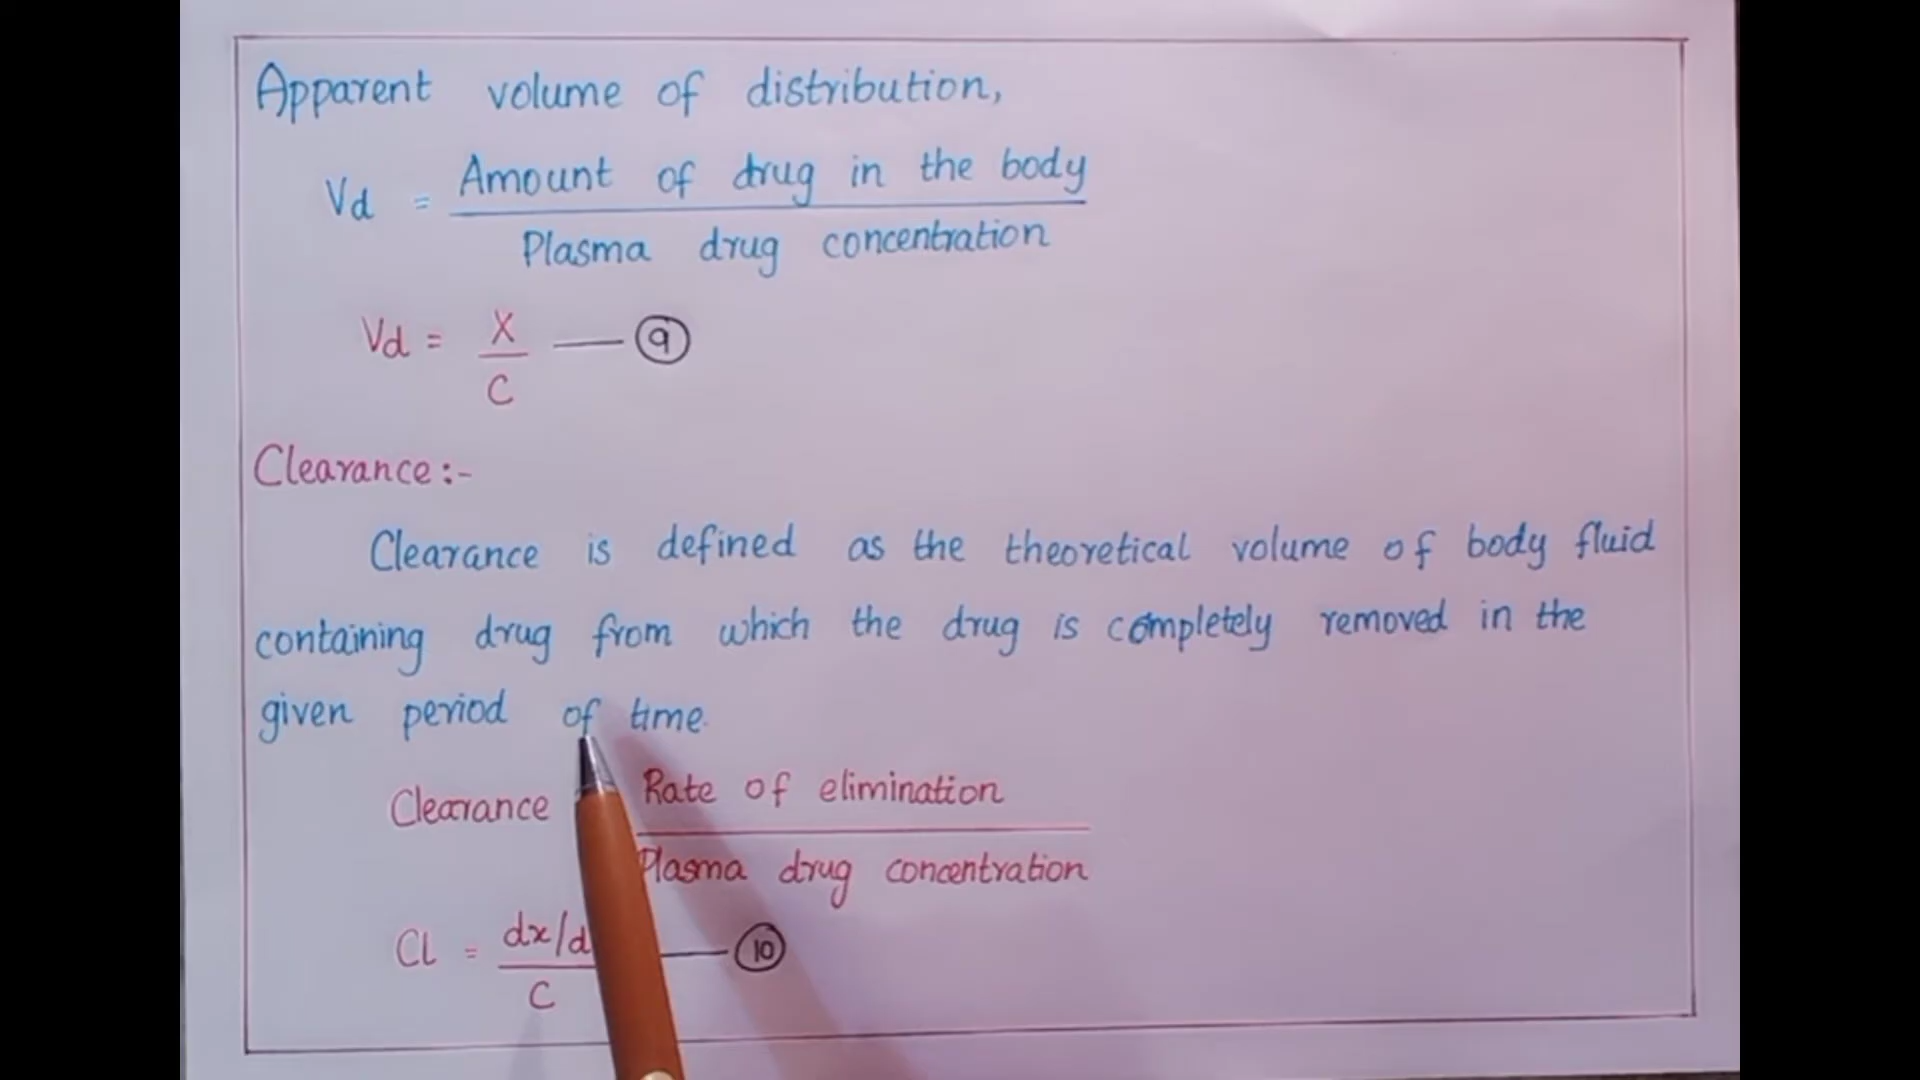 Apparent volume of distribution,
Vd = Amount of drug in the body
Plasma drug concentration
Vd = X
C
9
Clearance:-
Clearance is defined as the theoretical volume of body fluid
containing drug from which the drug is completely removed in the
given period of time.
Clearance Rate of elimination
Plasma drug concentration
Cl = dx/d
C
10